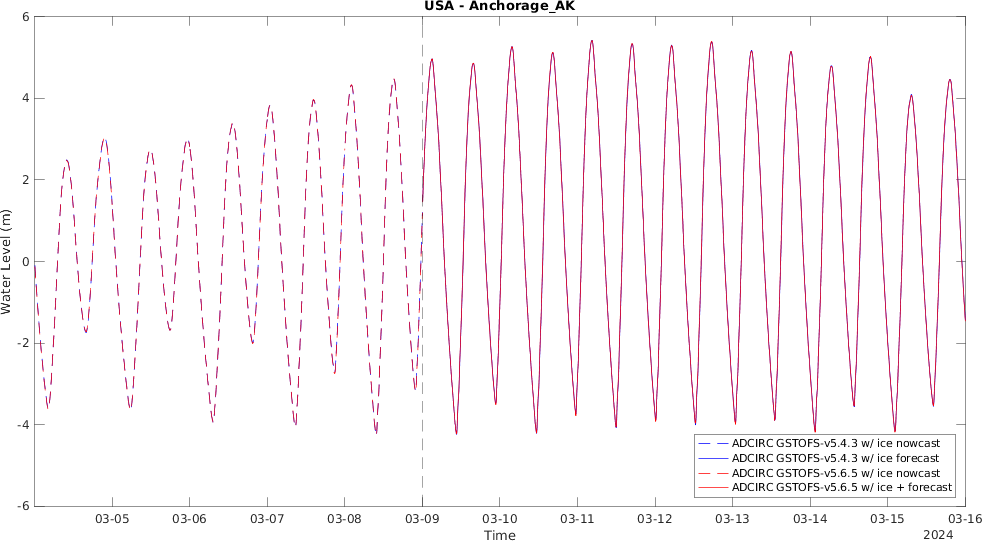 USA - Anchorage_AK
6
4
2
0
-2
-4
-6
Water Level (m)
ADCIRC GSTOFS-v5.4.3 w/ ice nowcast
ADCIRC GSTOFS-v5.4.3 w/ ice forecast
ADCIRC GSTOFS-v5.6.5 w/ ice nowcast
ADCIRC GSTOFS-v5.6.5 w/ ice + forecast
03-05 03-06 03-07 03-08 03-09 03-10 03-11 03-12 03-13 03-14 03-15 03-16
Time
2024